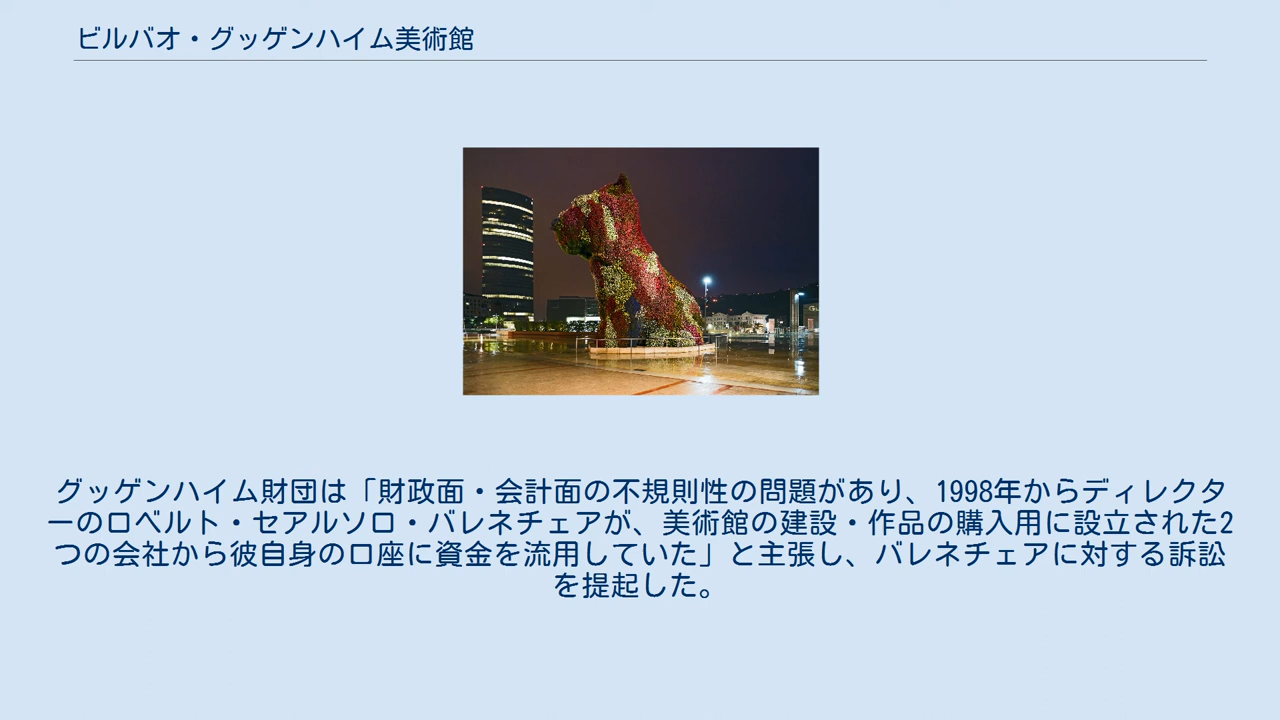 ビルバオ・グッゲンハイム美術館
グッゲンハイム財団は「財政面・会計面の不規則性の問題があり、1998年からディレクタ
ーのロベルト・セアルソロ・バレネチェアが、美術館の建設・作品の購入用に設立された2
つの会社から彼自身の口座に資金を流用していた」と主張し、バレネチェアに対する訴訟
を提起した。